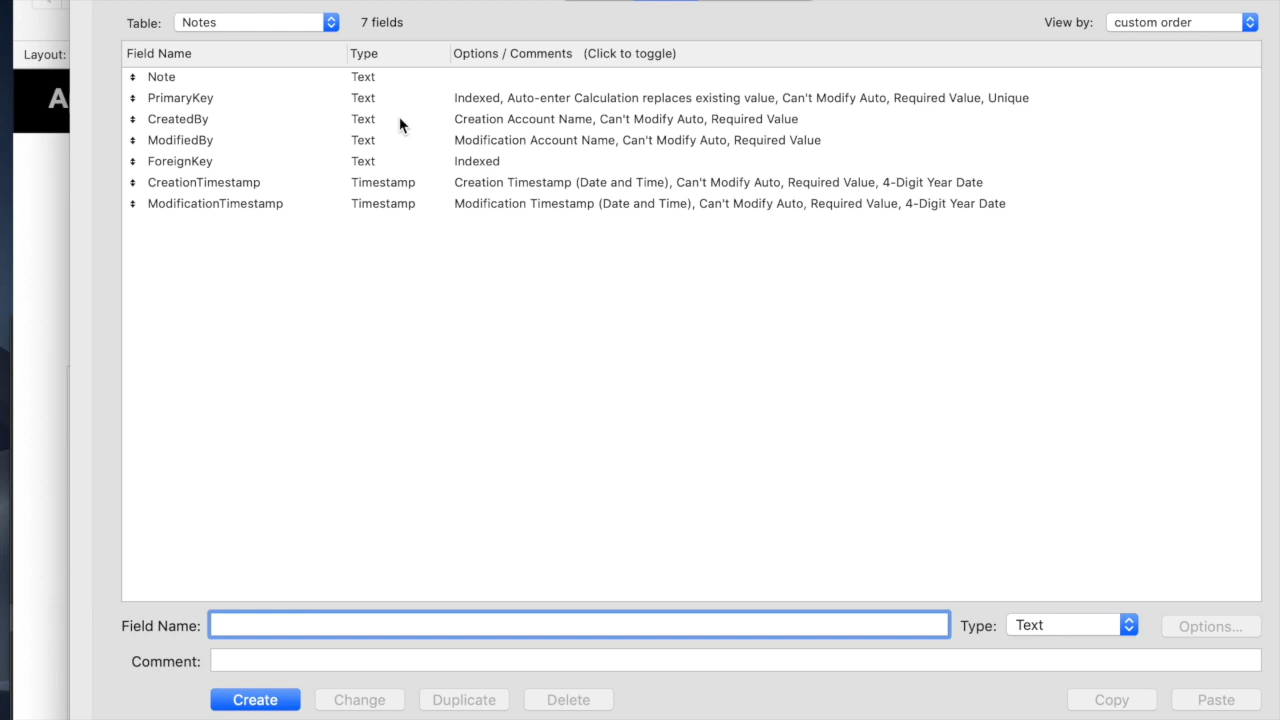 Table: Notes 7 fields View by: custom order
Layout:
Field Name Type Options / Comments (Click to toggle)
Note Text
PrimaryKey Text Indexed, Auto-enter Calculation replaces existing value, Can't Modify Auto, Required Value, Unique
CreatedBy Text Creation Account Name, Can't Modify Auto, Required Value
ModifiedBy Text Modification Account Name, Can't Modify Auto, Required Value
ForeignKey Text Indexed
CreationTimestamp Timestamp Creation Timestamp (Date and Time), Can't Modify Auto, Required Value, 4-Digit Year Date
ModificationTimestamp Timestamp Modification Timestamp (Date and Time), Can't Modify Auto, Required Value, 4-Digit Year Date
Field Name: Type: Text Options...
Comment:
Create Change Duplicate Delete Copy Paste